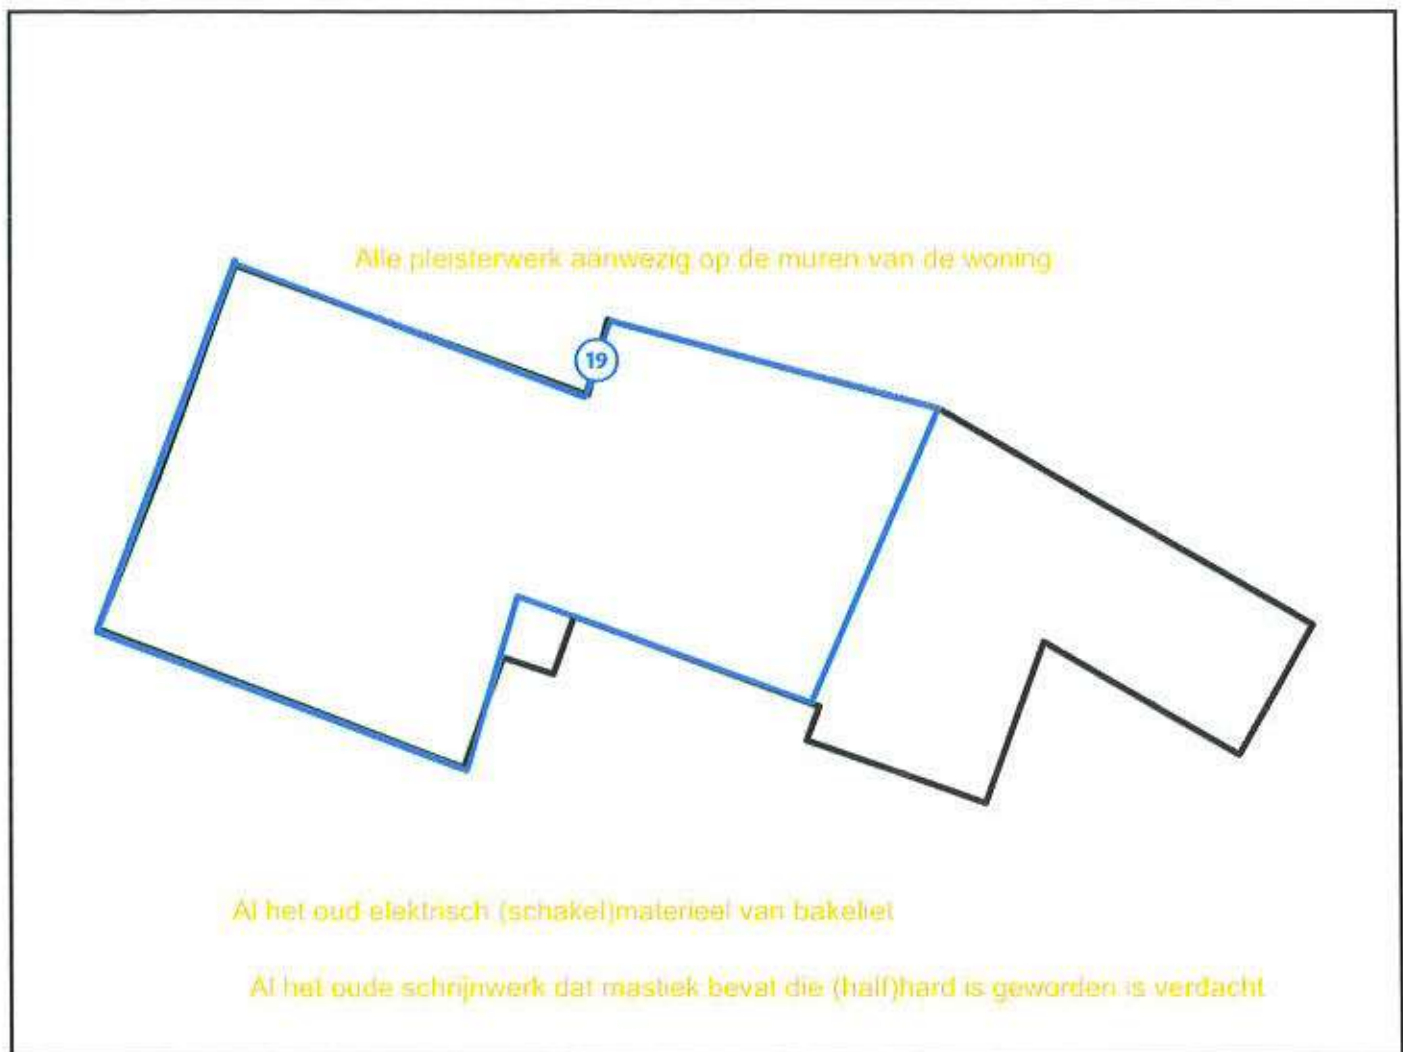 Alle pleisterwerk aanwezig op de muren van de woning
19
Al het oud elektrisch (schakel)materieel van bakeliet
Al het oude schrijnwerk dat mastiek bevat die (half)hard is geworden is verdacht